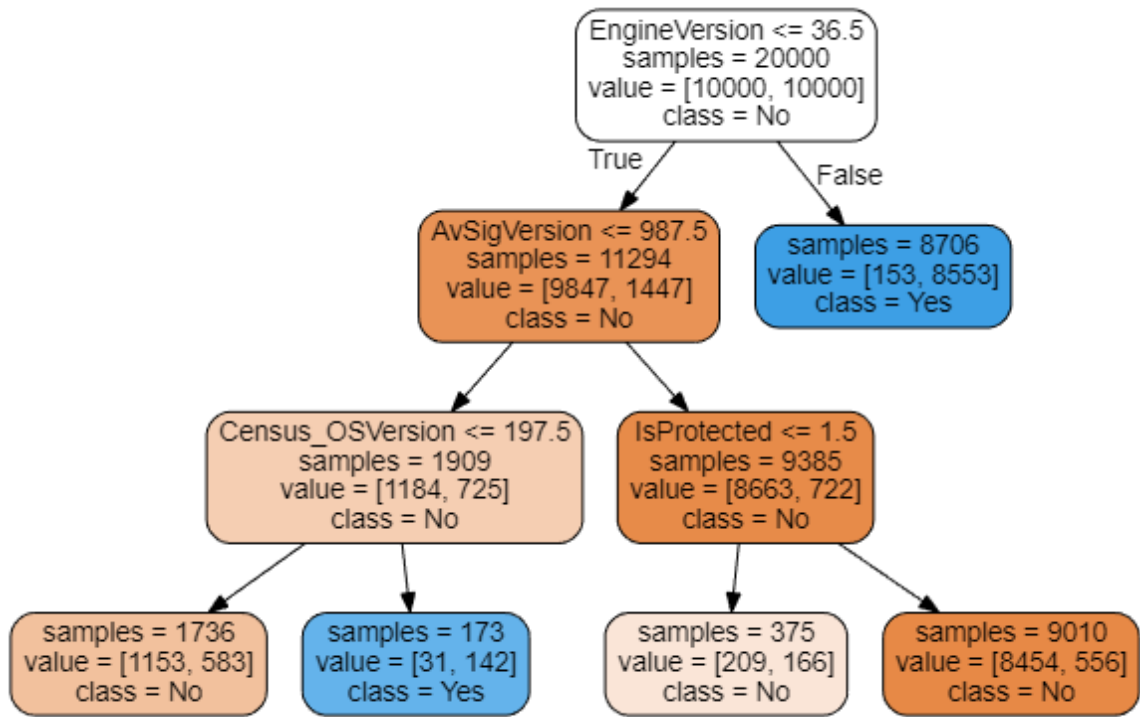 EngineVersion <= 36.5
samples = 20000
value = [10000, 10000]
class = No
True
False
AvSigVersion <= 987.5
samples = 11294
value = [9847, 1447]
class = No
samples = 8706
value = [153, 8553]
class = Yes
Census_OSVersion <= 197.5
samples = 1909
value = [1184, 725]
class = No
IsProtected <= 1.5
samples = 9385
value = [8663, 722]
class = No
samples = 1736
value = [1153, 583]
class = No
samples = 173
value = [31, 142]
class = Yes
samples = 375
value = [209, 166]
class = No
samples = 9010
value = [8454, 556]
class = No